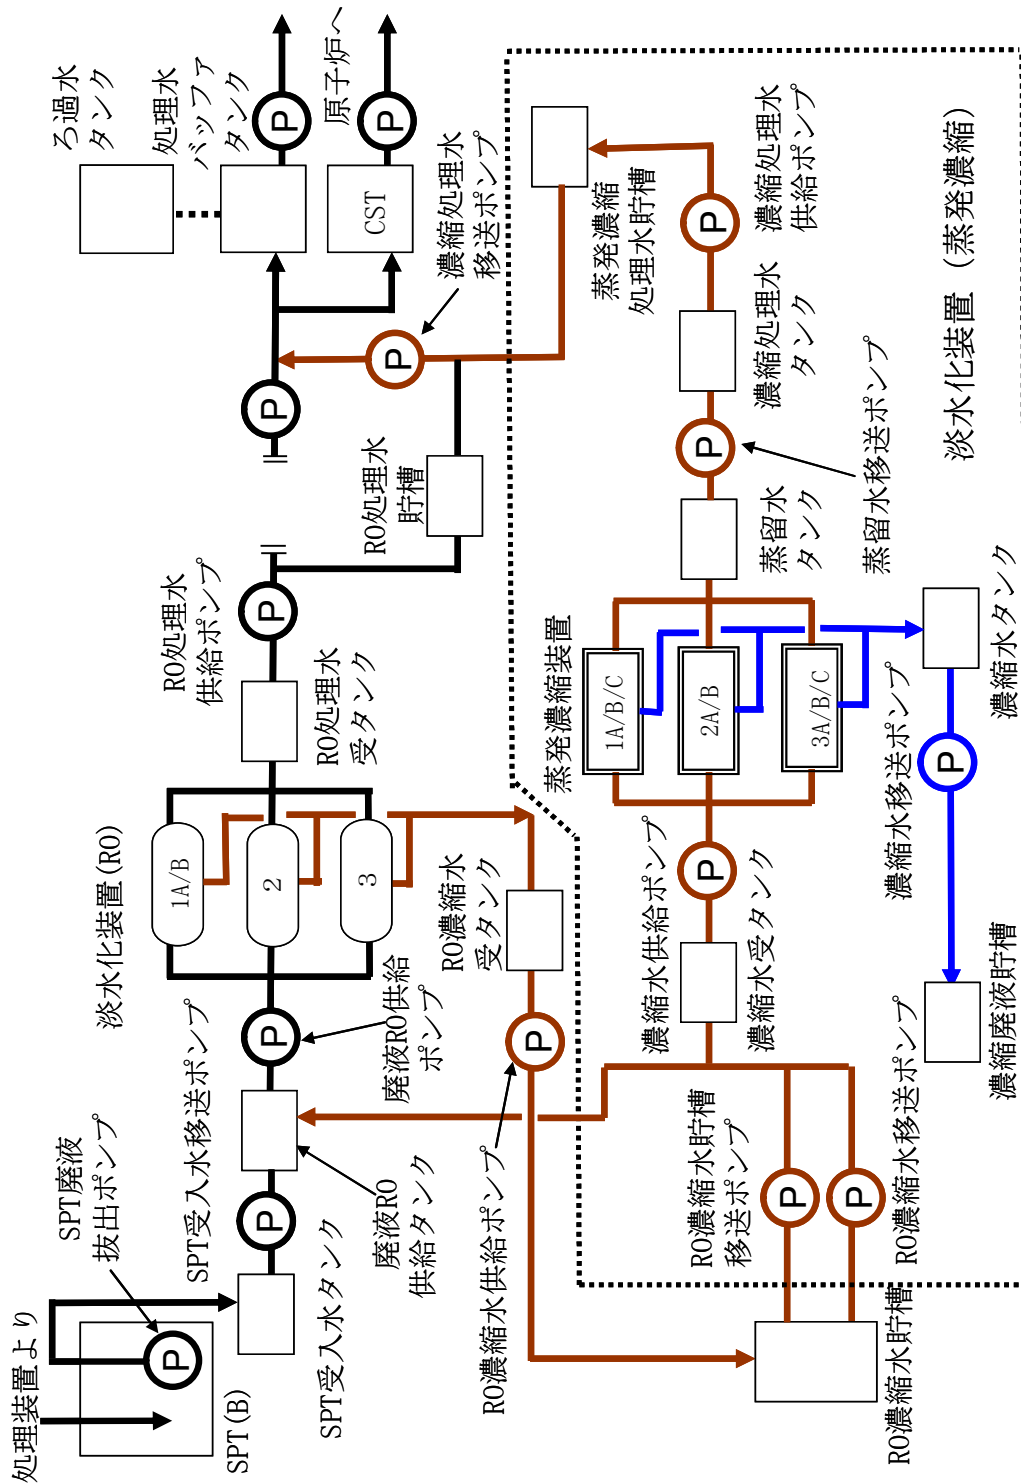 処理装置より
SPT廃液
抜出ポンプ
P
SPT(B)
SPT受入水タンク
SPT受入水移送ポンプ
P
廃液RO
供給タンク
廃液RO供給
ポンプ
P
淡水化装置(RO)
1A/B
2
3
RO処理水
受タンク
RO処理水
供給ポンプ
P
RO処理水
貯槽
P
ろ過水
タンク
処理水
バッファ
タンク
P
原子炉へ
CST
P
濃縮処理水
移送ポンプ
P
RO濃縮水
受タンク
RO濃縮水供給ポンプ
P
RO濃縮水貯槽
RO濃縮水貯槽
移送ポンプ
P
RO濃縮水移送ポンプ
P
濃縮水受タンク
濃縮水供給ポンプ
P
蒸発濃縮装置
1A/B/C
2A/B
3A/B/C
蒸留水
タンク
蒸留水移送ポンプ
P
濃縮処理水
タンク
濃縮処理水
供給ポンプ
P
蒸発濃縮
処理水貯槽
濃縮水タンク
濃縮水移送ポンプ
P
濃縮廃液貯槽
淡水化装置(蒸発濃縮)